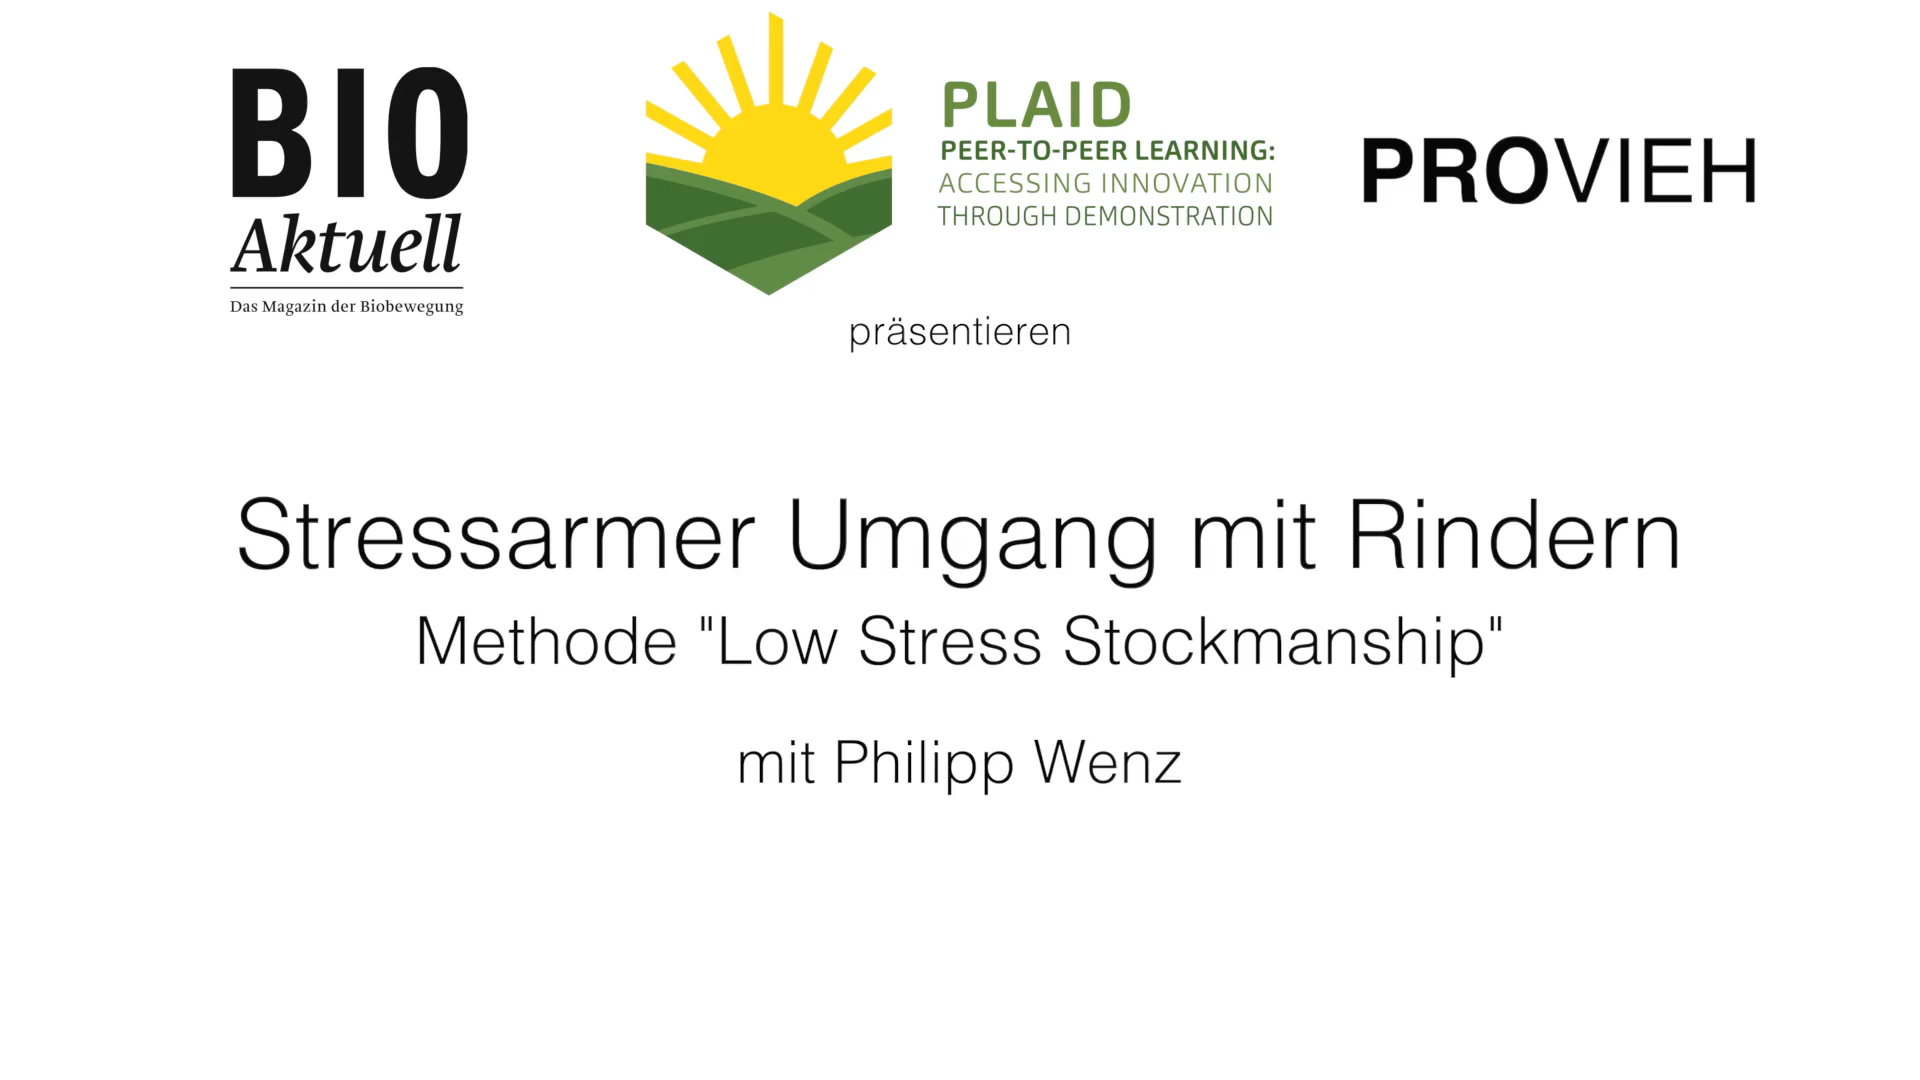 BIO
Aktuell
Das Magazin der Biobewegung
PLAID
PEER-TO-PEER LEARNING:
ACCESSING INNOVATION
THROUGH DEMONSTRATION
PROVIEH
präsentieren
Stressarmer Umgang mit Rindern
Methode "Low Stress Stockmanship"
mit Philipp Wenz